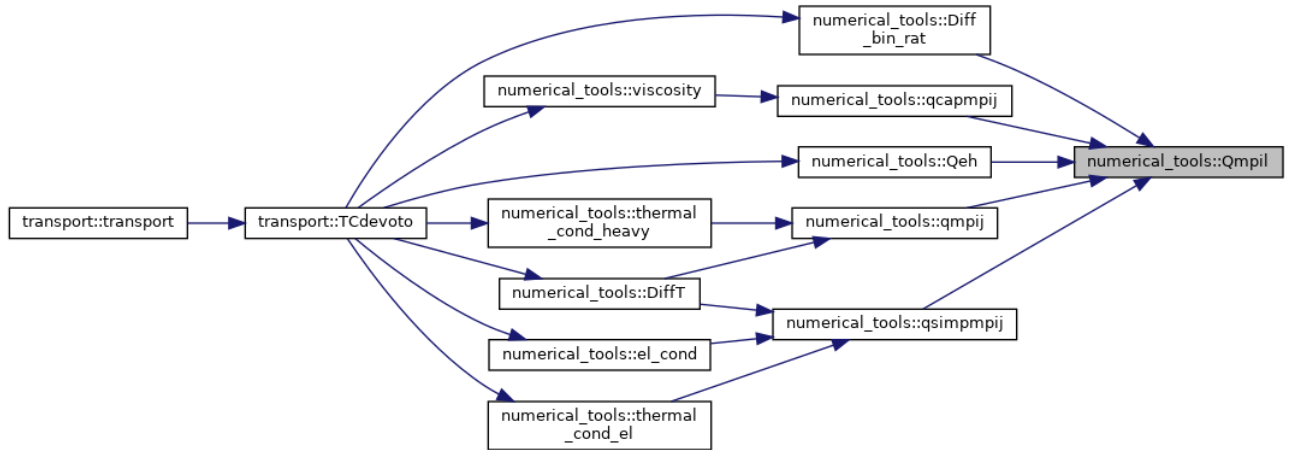 numerical_tools::Diff
_bin_rat
numerical_tools::viscosity
numerical_tools::qcapmpij
numerical_tools::Qeh
numerical_tools::Qmpil
transport::transport
transport::TCdevoto
numerical_tools::thermal
_cond_heavy
numerical_tools::qmpij
numerical_tools::DiffT
numerical_tools::qsimpmpij
numerical_tools::el_cond
numerical_tools::thermal
_cond_el